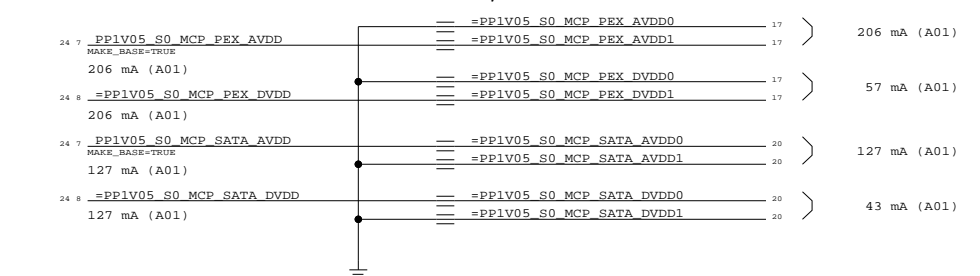 =PP1V05_S0_MCP_PEX_AVDD0 17
24 7 PP1V05_S0_MCP_PEX_AVDD =PP1V05_S0_MCP_PEX_AVDD1 17 206 mA (A01)
MAKE_BASE=TRUE
206 mA (A01)
=PP1V05_S0_MCP_PEX_DVDD0 17
24 8 =PP1V05_S0_MCP_PEX_DVDD =PP1V05_S0_MCP_PEX_DVDD1 17 57 mA (A01)
206 mA (A01)
24 7 PP1V05_S0_MCP_SATA_AVDD =PP1V05_S0_MCP_SATA_AVDD0 20
MAKE_BASE=TRUE
=PP1V05_S0_MCP_SATA_AVDD1 20 127 mA (A01)
127 mA (A01)
24 8 =PP1V05_S0_MCP_SATA_DVDD =PP1V05_S0_MCP_SATA_DVDD0 20
127 mA (A01) =PP1V05_S0_MCP_SATA_DVDD1 20 43 mA (A01)